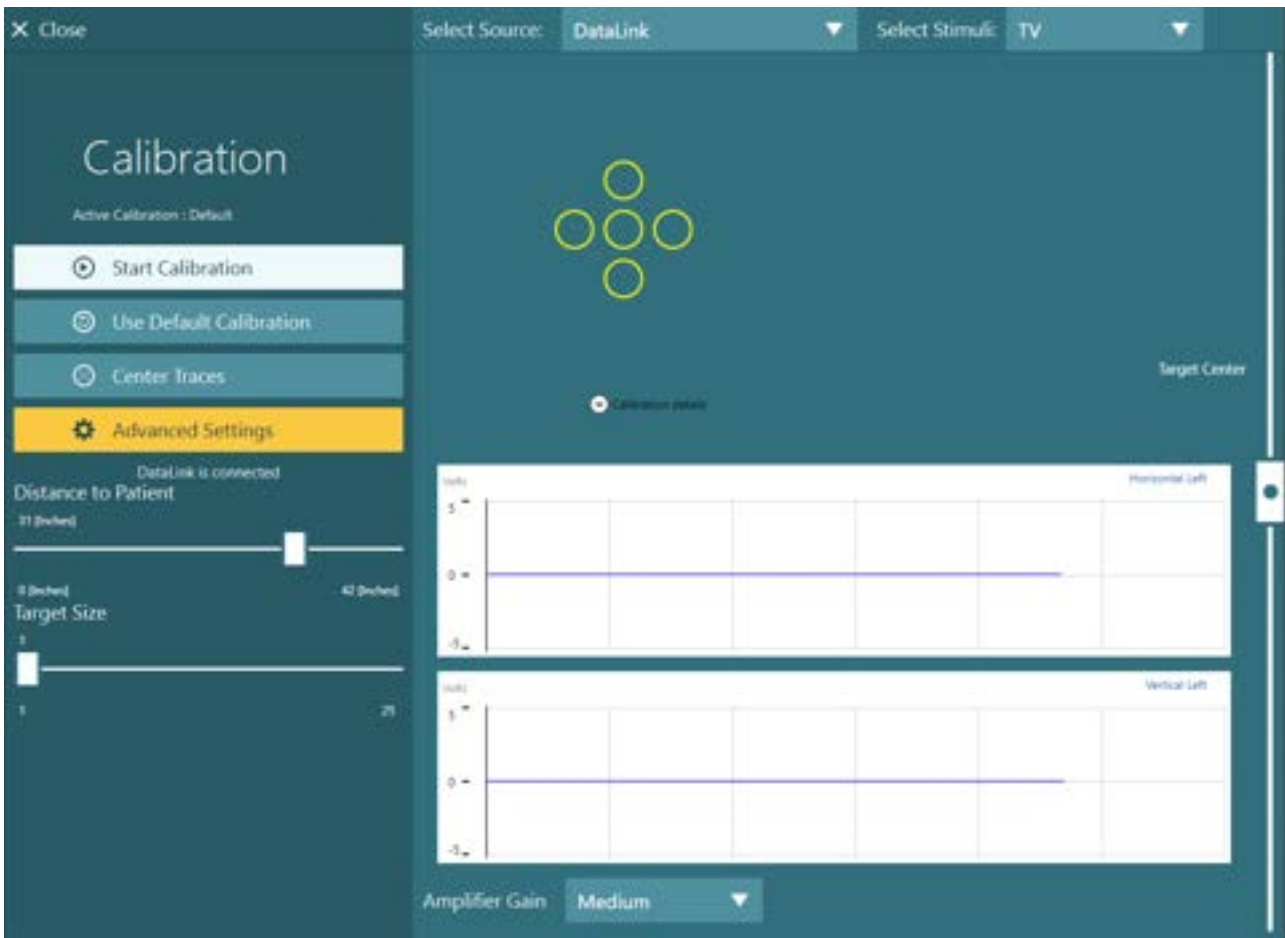 Close
Select Source:
DataLink
Select Stimuli:
TV
Calibration
Active Calibration : Default
Start Calibration
Use Default Calibration
Center Traces
Advanced Settings
DataLink is connected
Distance to Patient
31 [Inches]
0 [Inches]
42 [Inches]
Target Size
1
1
25
Target Center
Calibration details
Volts
Horizontal Left
5
0
-5
Volts
Vertical Left
5
0
-5
Amplifier Gain
Medium